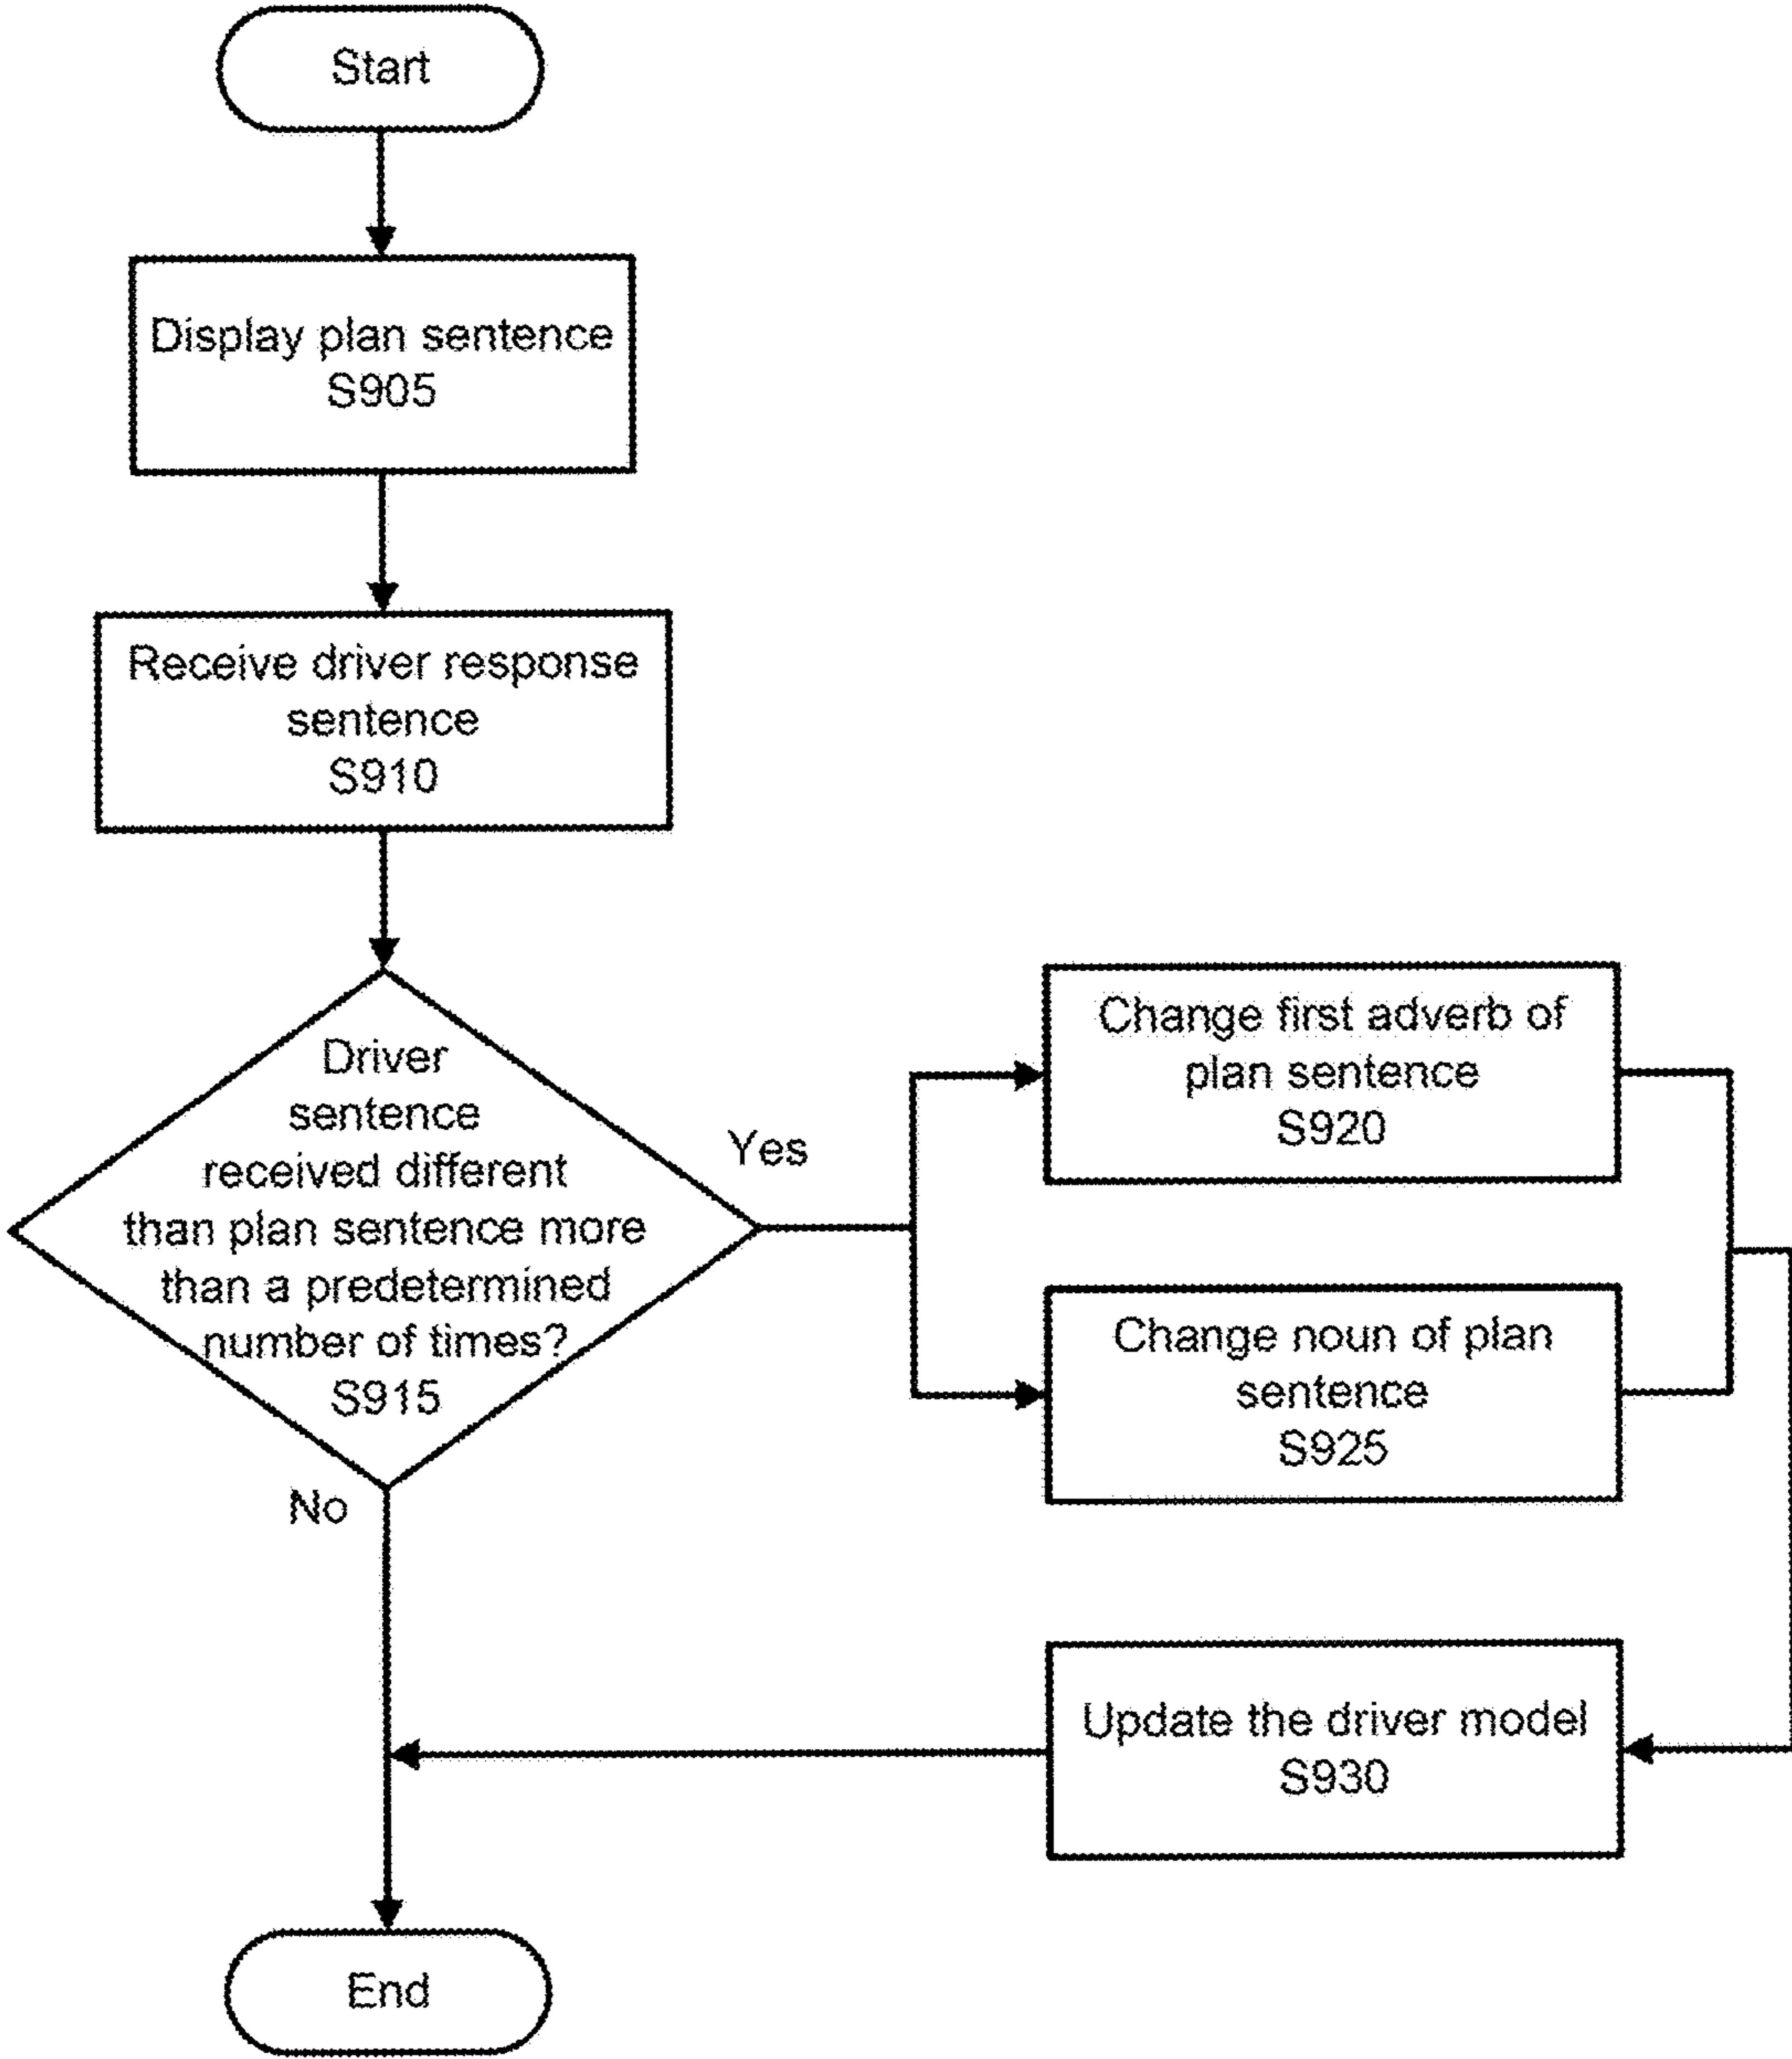 Start
Display plan sentence
S905
Receive driver response
sentence
S910
Driver
sentence
received different
than plan sentence more
than a predetermined
number of times?
S915
Yes
No
Change first adverb of
plan sentence
S920
Change noun of plan
sentence
S925
Update the driver model
S930
End